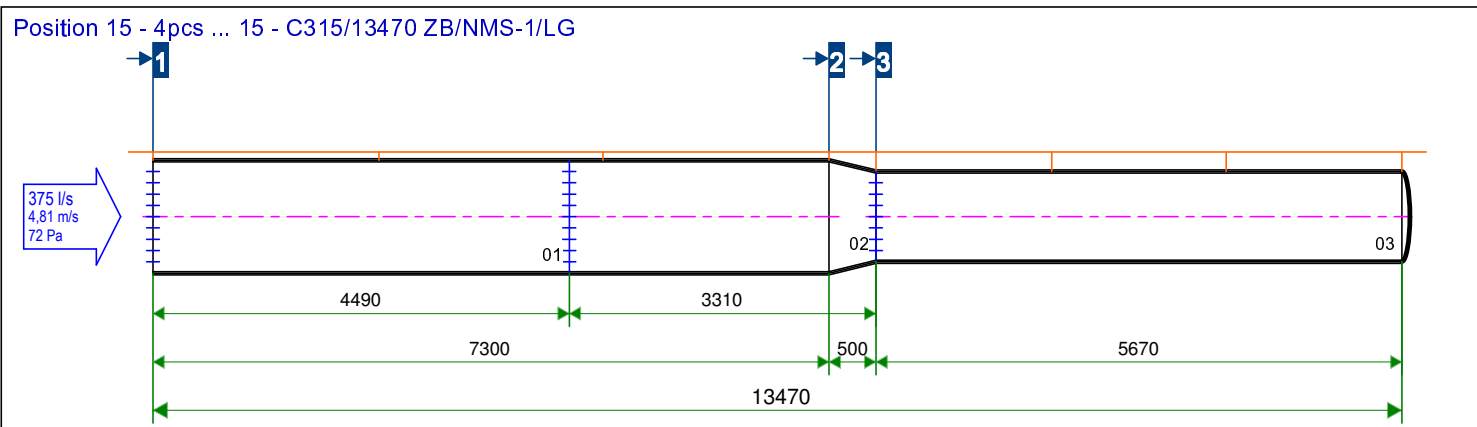 Position 15 - 4pcs ... 15 - C315/13470 ZB/NMS-1/LG
1 2 3
375 l/s
4,81 m/s
72 Pa
01 02 03
4490 3310
7300 500 5670
13470